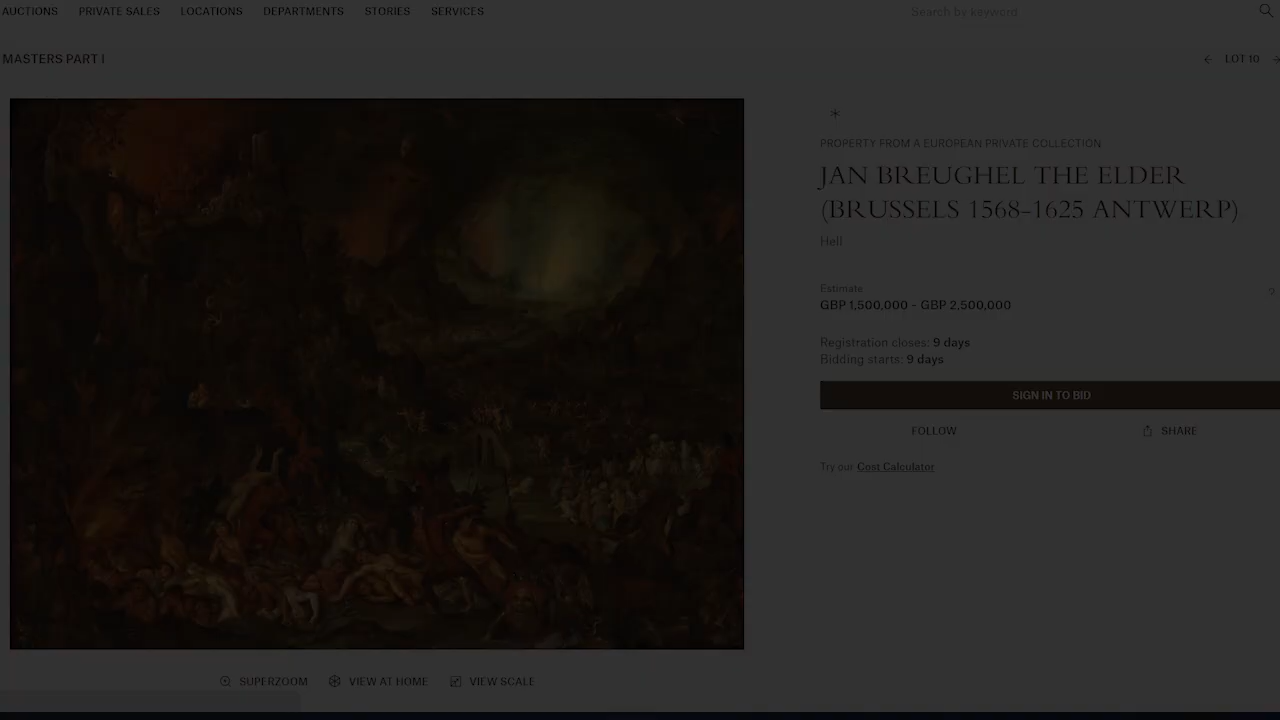 AUCTIONS PRIVATE SALES LOCATIONS DEPARTMENTS STORIES SERVICES Search by keyword
MASTERS PART I LOT 10
PROPERTY FROM A EUROPEAN PRIVATE COLLECTION
JAN BREUGHEL THE ELDER
(BRUSSELS 1568–1625 ANTWERP)
Hell
Estimate
GBP 1,500,000 - GBP 2,500,000
Registration closes: 9 days
Bidding starts: 9 days
SIGN IN TO BID
FOLLOW SHARE
Try our Cost Calculator
SUPERZOOM VIEW AT HOME VIEW SCALE